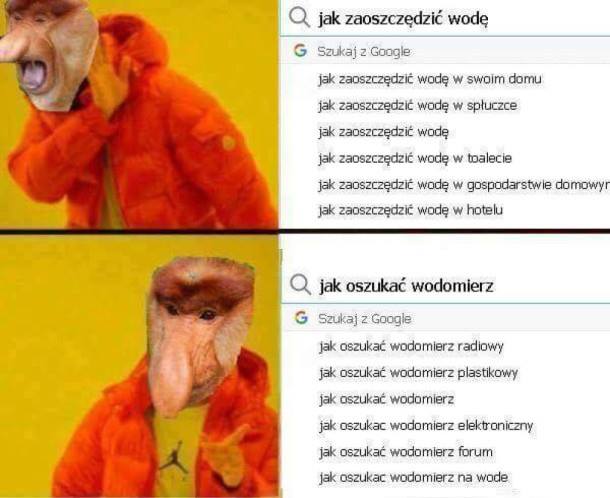 jak zaoszczędzić wodę
Szukaj z Google
jak zaoszczędzić wodę w swoim domu
jak zaoszczędzić wodę w spłuczce
jak zaoszczędzić wodę
jak zaoszczędzić wodę w toalecie
jak zaoszczędzić wodę w gospodarstwie domowyr
jak zaoszczędzić wodę w hotelu
jak oszukać wodomierz
Szukaj z Google
jak oszukać wodomierz radiowy
jak oszukać wodomierz plastikowy
jak oszukać wodomierz
jak oszukac wodomierz elektroniczny
jak oszukać wodomierz forum
jak oszukac wodomierz na wode